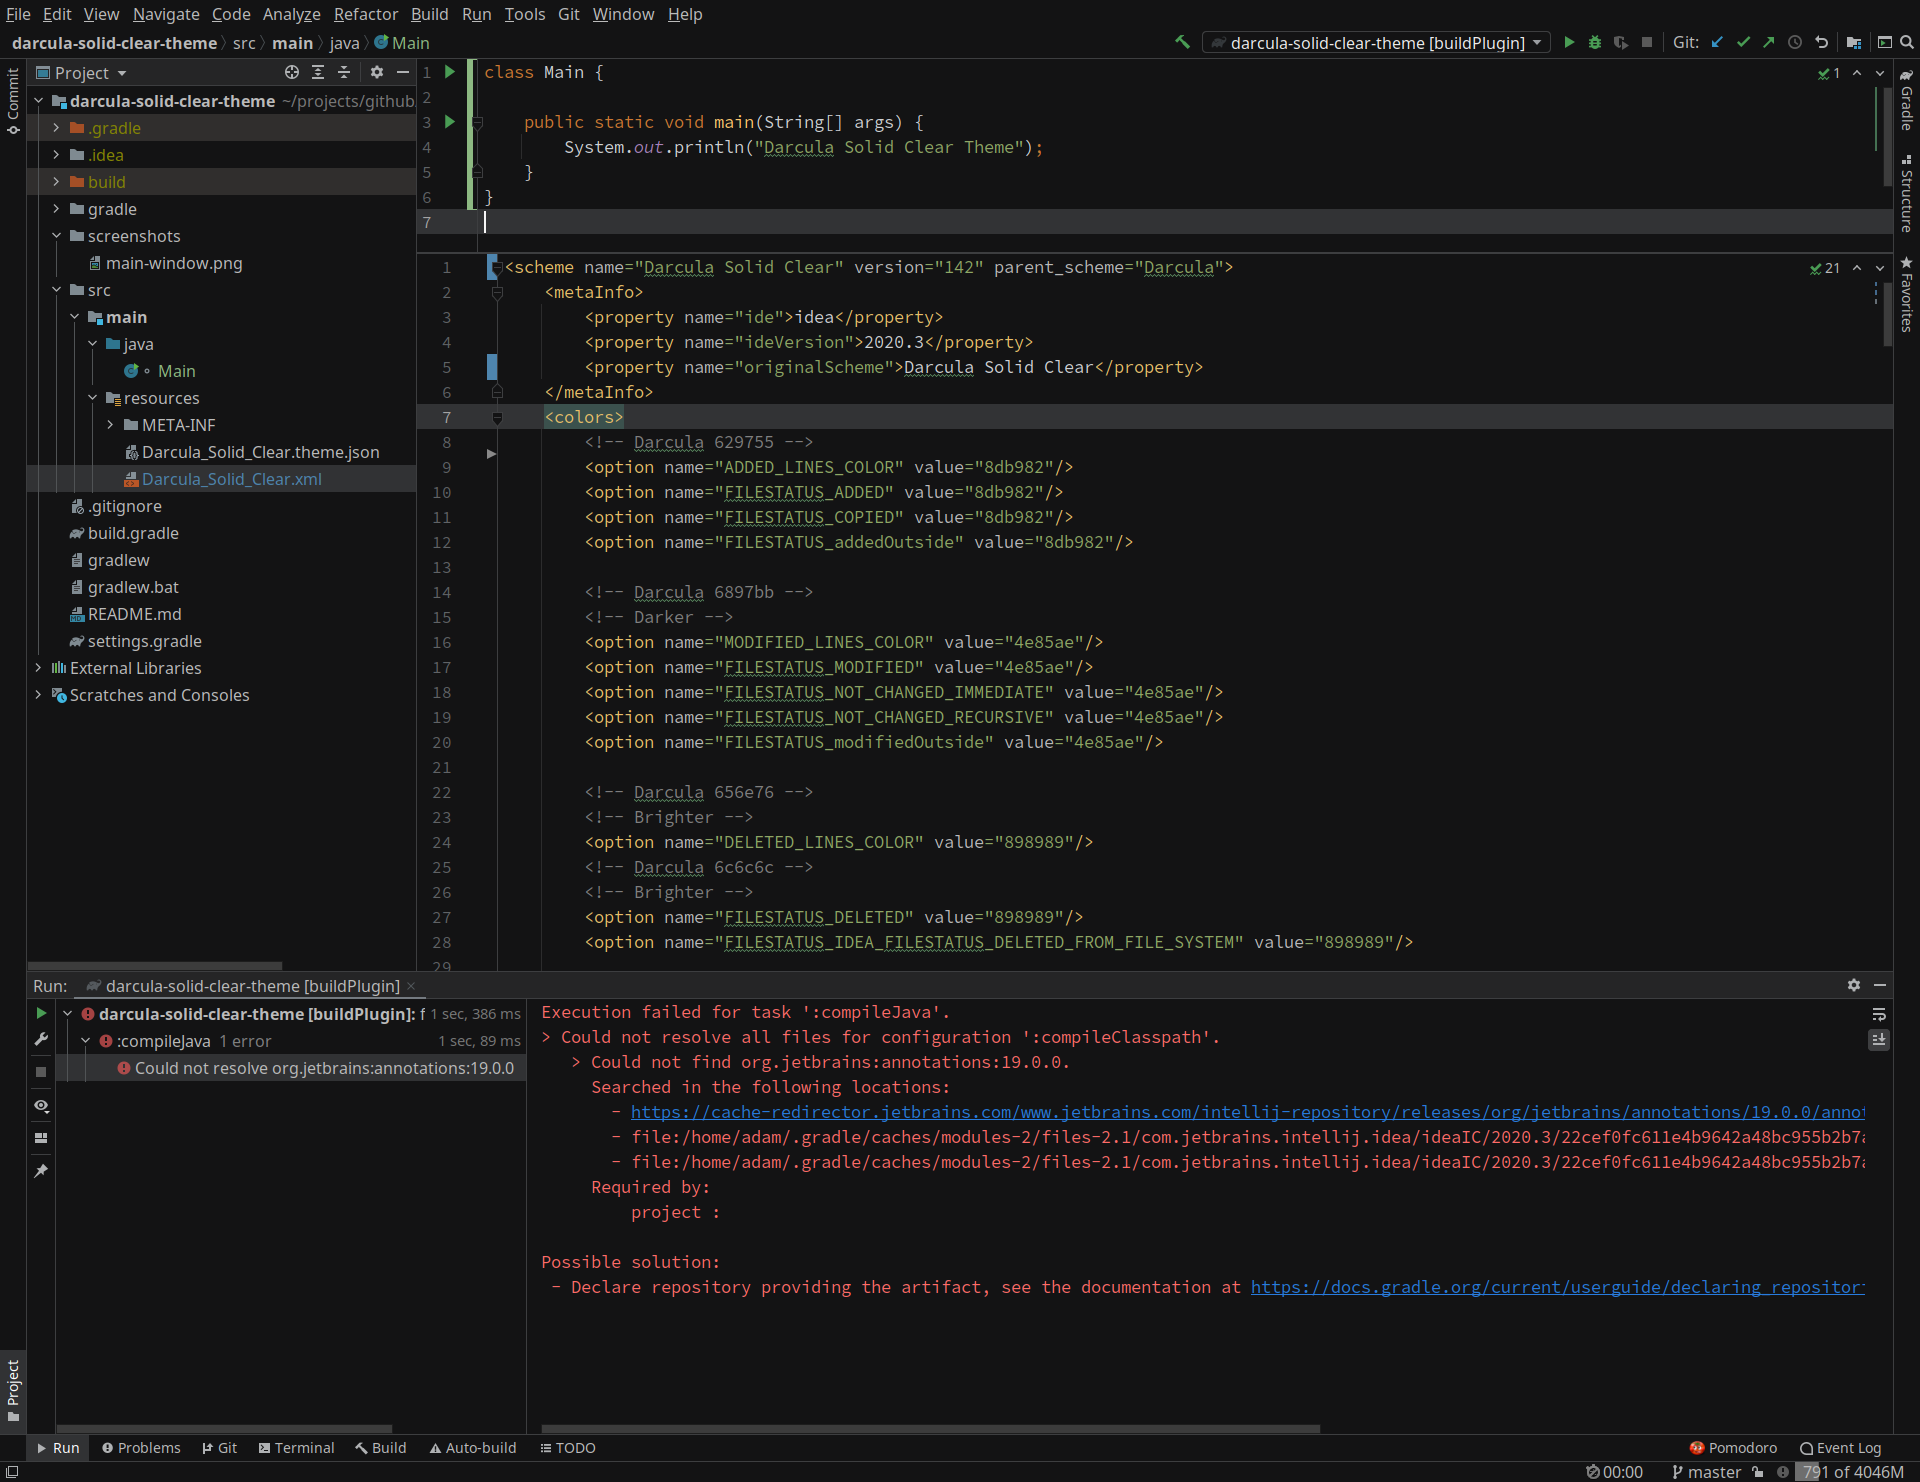 File Edit View Navigate Code Analyze Refactor Build Run Tools Git Window Help
darcula-solid-clear-theme src main java Main
darcula-solid-clear-theme [buildPlugin] Git:
Commit
Project
darcula-solid-clear-theme ~/projects/github
.gradle
.idea
build
gradle
screenshots
main-window.png
src
main
java
Main
resources
META-INF
Darcula_Solid_Clear.theme.json
Darcula_Solid_Clear.xml
.gitignore
build.gradle
gradlew
gradlew.bat
README.md
settings.gradle
External Libraries
Scratches and Consoles
1 class Main {
2
3 public static void main(String[] args) {
4 System.out.println("Darcula Solid Clear Theme");
5 }
6 }
7
1
1 <scheme name="Darcula Solid Clear" version="142" parent_scheme="Darcula">
2 <metaInfo>
3 <property name="ide">idea</property>
4 <property name="ideVersion">2020.3</property>
5 <property name="originalScheme">Darcula Solid Clear</property>
6 </metaInfo>
7 <colors>
8 <!-- Darcula 629755 -->
9 <option name="ADDED_LINES_COLOR" value="8db982"/>
10 <option name="FILESTATUS_ADDED" value="8db982"/>
11 <option name="FILESTATUS_COPIED" value="8db982"/>
12 <option name="FILESTATUS_addedOutside" value="8db982"/>
13
14 <!-- Darcula 6897bb -->
15 <!-- Darker -->
16 <option name="MODIFIED_LINES_COLOR" value="4e85ae"/>
17 <option name="FILESTATUS_MODIFIED" value="4e85ae"/>
18 <option name="FILESTATUS_NOT_CHANGED_IMMEDIATE" value="4e85ae"/>
19 <option name="FILESTATUS_NOT_CHANGED_RECURSIVE" value="4e85ae"/>
20 <option name="FILESTATUS_modifiedOutside" value="4e85ae"/>
21
22 <!-- Darcula 656e76 -->
23 <!-- Brighter -->
24 <option name="DELETED_LINES_COLOR" value="898989"/>
25 <!-- Darcula 6c6c6c -->
26 <!-- Brighter -->
27 <option name="FILESTATUS_DELETED" value="898989"/>
28 <option name="FILESTATUS_IDEA_FILESTATUS_DELETED_FROM_FILE_SYSTEM" value="898989"/>
29
21
Gradle
Structure
Favorites
Run: darcula-solid-clear-theme [buildPlugin]
darcula-solid-clear-theme [buildPlugin]: f 1 sec, 386 ms
:compileJava 1 error 1 sec, 89 ms
Could not resolve org.jetbrains:annotations:19.0.0
Execution failed for task ':compileJava'.
> Could not resolve all files for configuration ':compileClasspath'.
> Could not find org.jetbrains:annotations:19.0.0.
Searched in the following locations:
- https://cache-redirector.jetbrains.com/www.jetbrains.com/intellij-repository/releases/org/jetbrains/annotations/19.0.0/annot
- file:/home/adam/.gradle/caches/modules-2/files-2.1/com.jetbrains.intellij.idea/ideaIC/2020.3/22cef0fc611e4b9642a48bc955b2b7a
- file:/home/adam/.gradle/caches/modules-2/files-2.1/com.jetbrains.intellij.idea/ideaIC/2020.3/22cef0fc611e4b9642a48bc955b2b7a
Required by:
project :
Possible solution:
- Declare repository providing the artifact, see the documentation at https://docs.gradle.org/current/userguide/declaring_repositor
Project
Run Problems Git Terminal Build Auto-build TODO Pomodoro Event Log
00:00 master 791 of 4046M